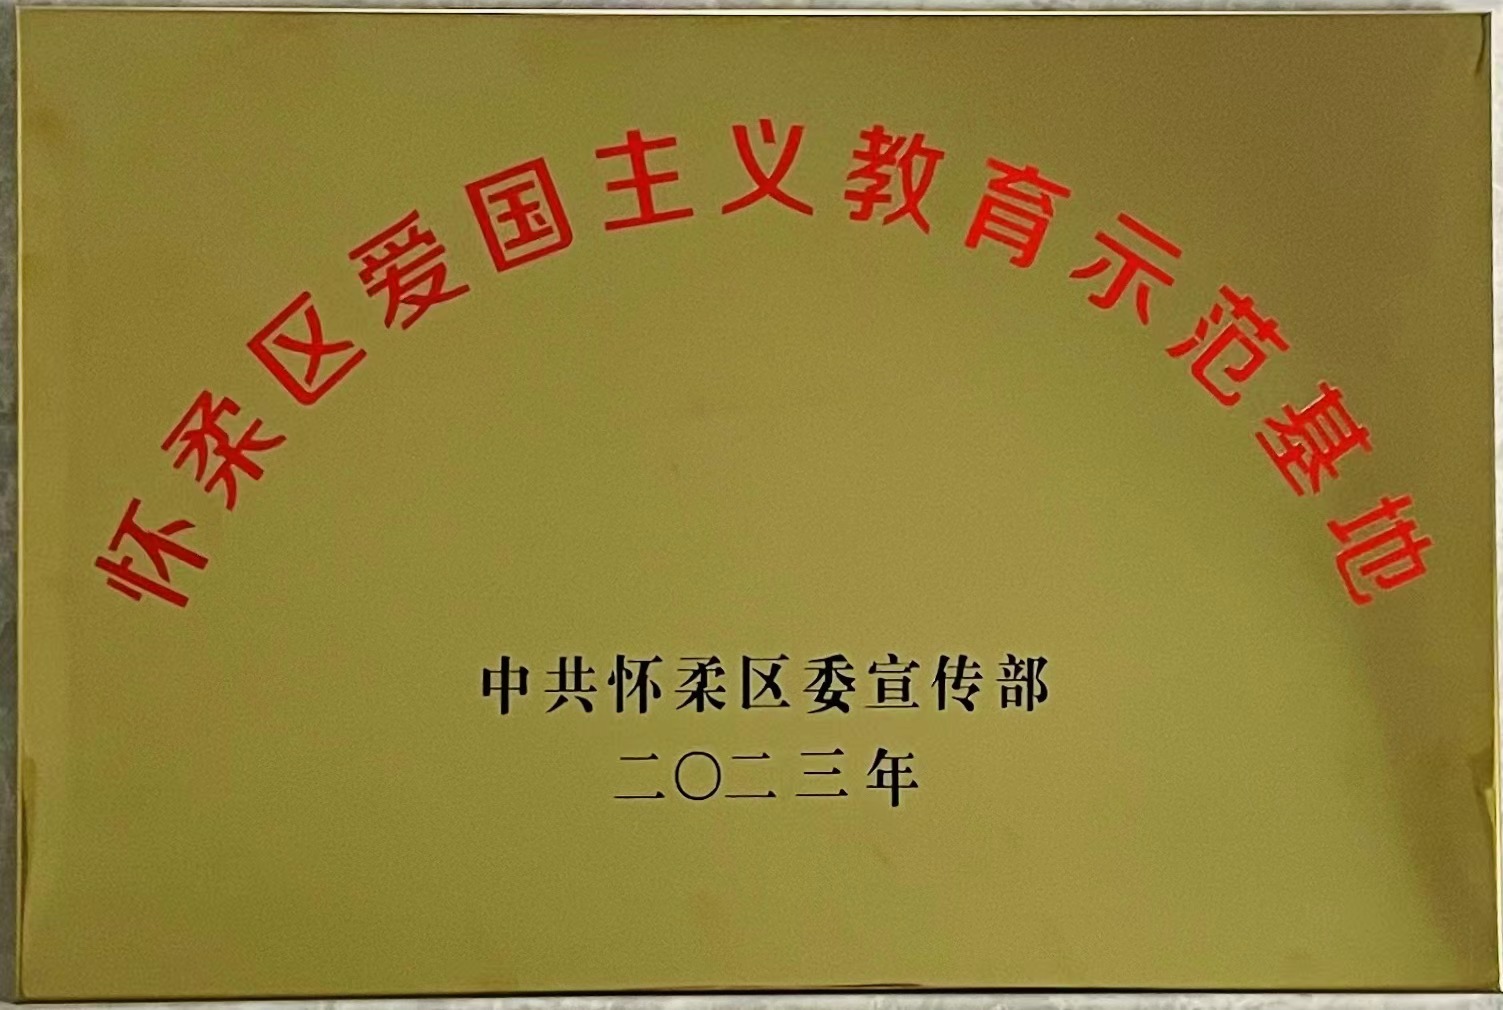 怀柔区爱国主义教育示范基地
中共怀柔区委宣传部
二〇二三年